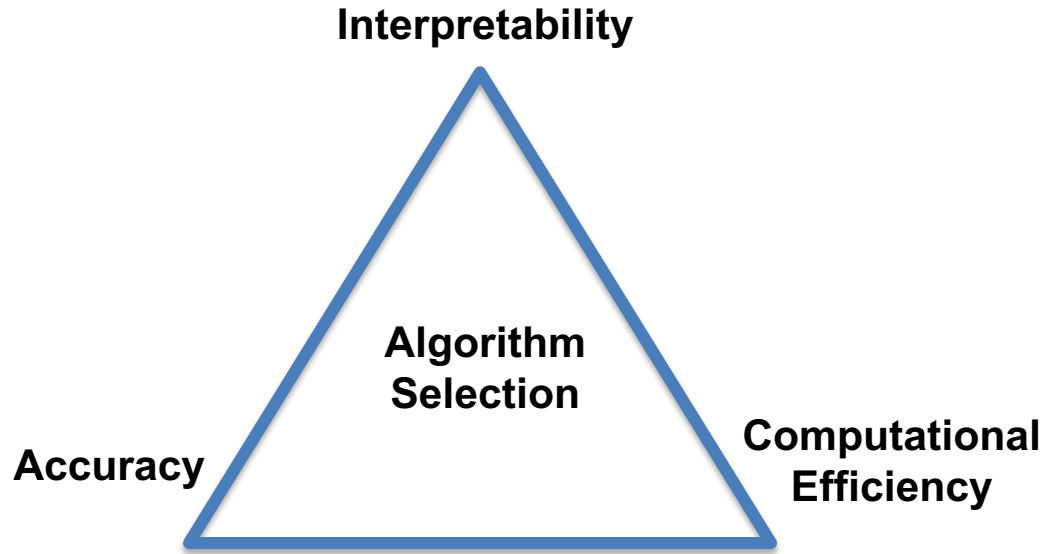 Interpretability
Algorithm
Selection
Accuracy
Computational
Efficiency